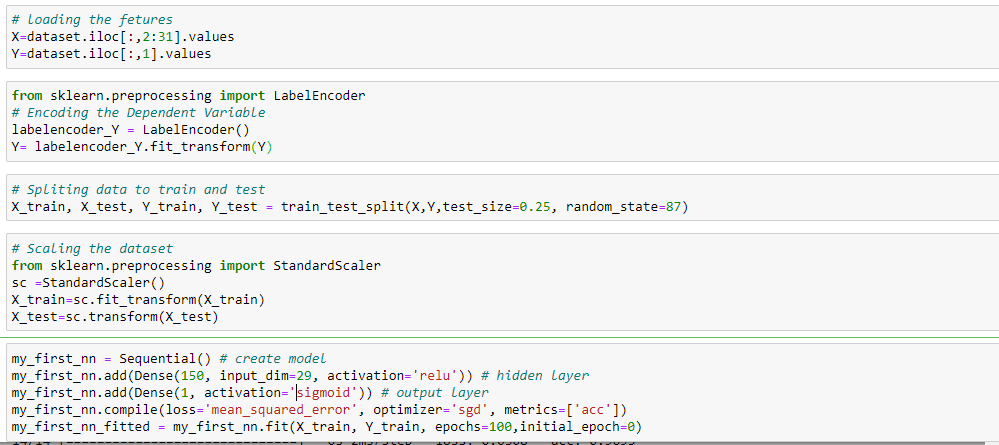 # loading the fetures
X=dataset.iloc[:,2:31].values
Y=dataset.iloc[:,1].values
from sklearn.preprocessing import LabelEncoder
# Encoding the Dependent Variable
labelencoder_Y = LabelEncoder()
Y= labelencoder_Y.fit_transform(Y)
# Spliting data to train and test
X_train, X_test, Y_train, Y_test = train_test_split(X,Y,test_size=0.25, random_state=87)
# Scaling the dataset
from sklearn.preprocessing import StandardScaler
sc =StandardScaler()
X_train=sc.fit_transform(X_train)
X_test=sc.transform(X_test)
my_first_nn = Sequential() # create model
my_first_nn.add(Dense(150, input_dim=29, activation='relu')) # hidden layer
my_first_nn.add(Dense(1, activation='sigmoid')) # output layer
my_first_nn.compile(loss='mean_squared_error', optimizer='sgd', metrics=['acc'])
my_first_nn_fitted = my_first_nn.fit(X_train, Y_train, epochs=100,initial_epoch=0)